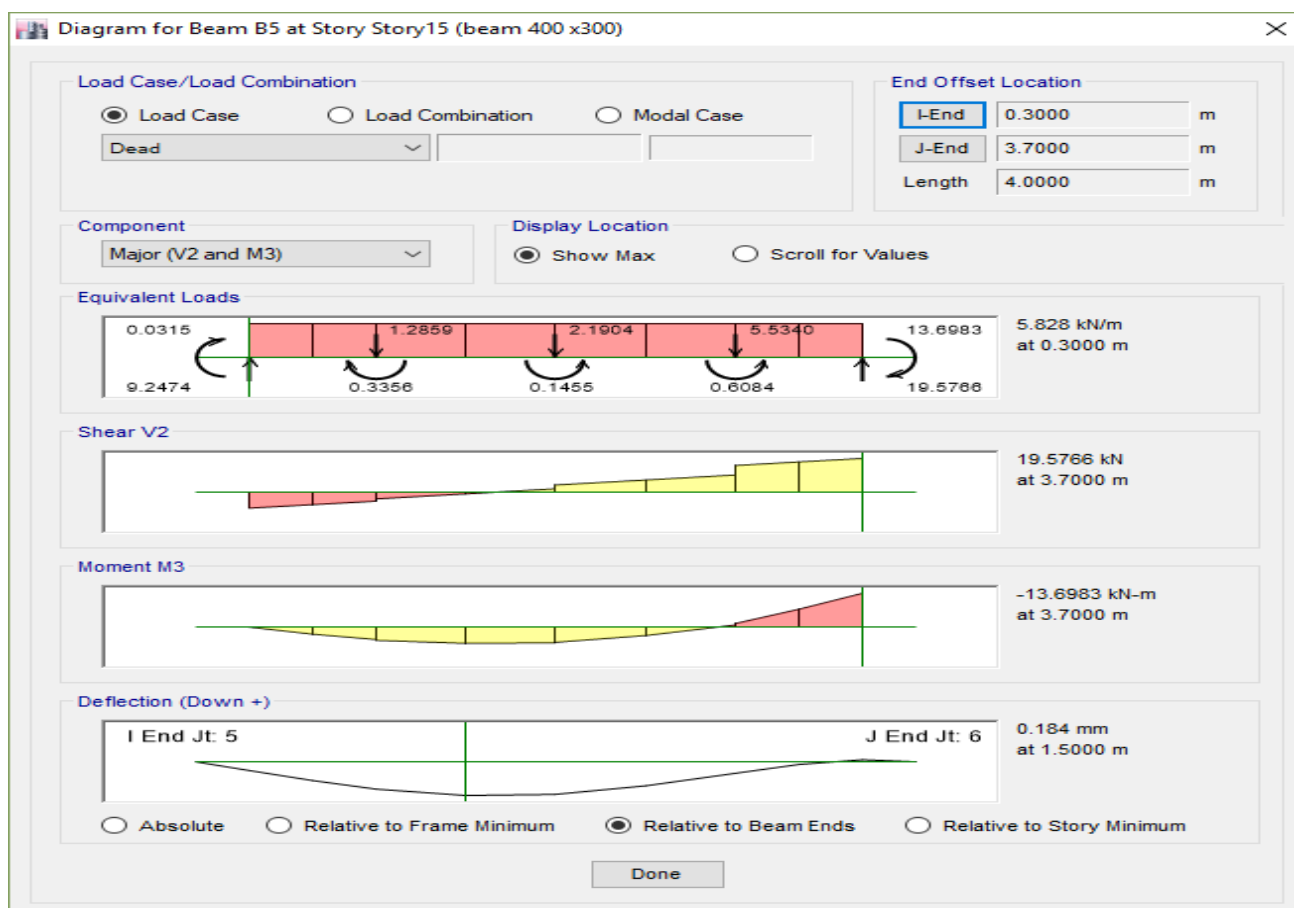 Diagram for Beam B5 at Story Story15 (beam 400 x300)
Load Case/Load Combination
Load Case Load Combination Modal Case
Dead
End Offset Location
I-End 0.3000 m
J-End 3.7000 m
Length 4.0000 m
Component
Major (V2 and M3)
Display Location
Show Max Scroll for Values
Equivalent Loads
0.0315 1.2859 2.1904 5.5340 13.6983
9.2474 0.3356 0.1455 0.6084 19.5766
5.828 kN/m
at 0.3000 m
Shear V2
19.5766 kN
at 3.7000 m
Moment M3
-13.6983 kN-m
at 3.7000 m
Deflection (Down +)
I End Jt: 5 J End Jt: 6
0.184 mm
at 1.5000 m
Absolute Relative to Frame Minimum Relative to Beam Ends Relative to Story Minimum
Done